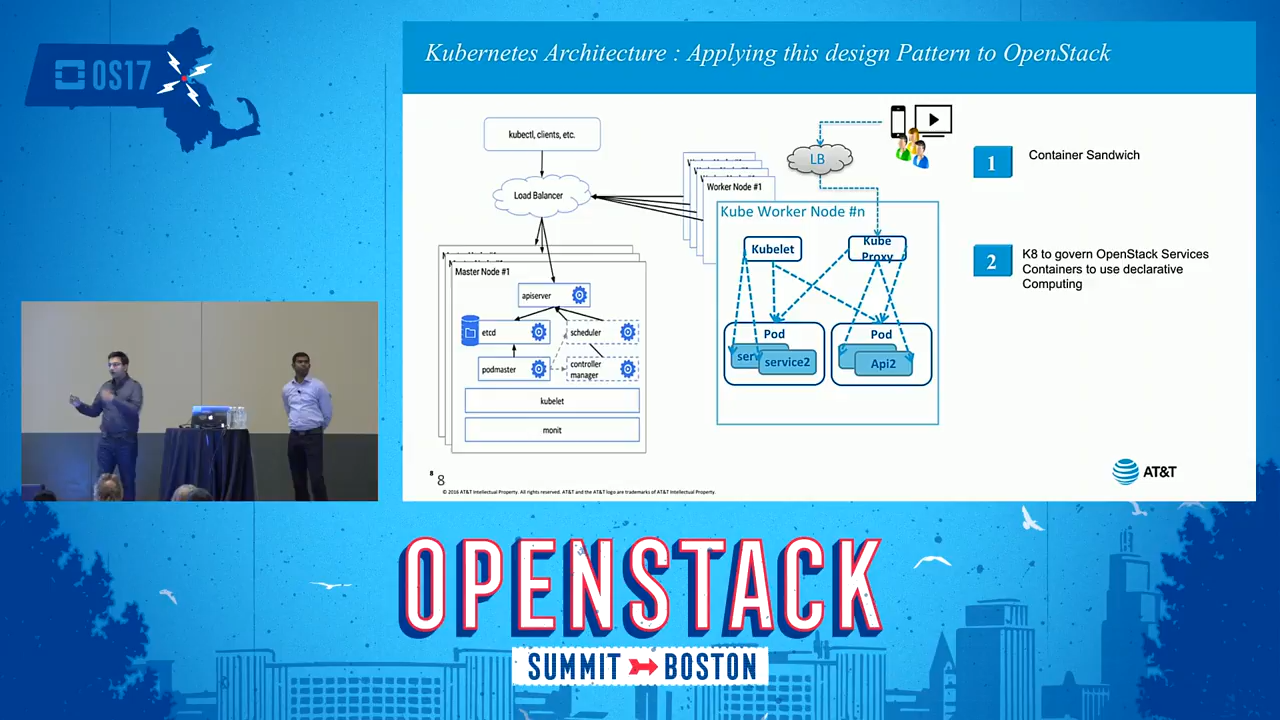 OS17
Kubernetes Architecture : Applying this design Pattern to OpenStack
kubectl, clients, etc.
Load Balancer
Worker Node #1
LB
1
Container Sandwich
Kube Worker Node #n
Kubelet
Kube
Proxy
2
K8 to govern OpenStack Services
Containers to use declarative
Computing
Master Node #1
apiserver
etcd
scheduler
podmaster
controller
manager
kubelet
monit
Pod
service2
Pod
Api2
8
8
© 2016 AT&T Intellectual Property. All rights reserved. AT&T and the AT&T logo are trademarks of AT&T Intellectual Property.
AT&T
OPENSTACK
SUMMIT BOSTON